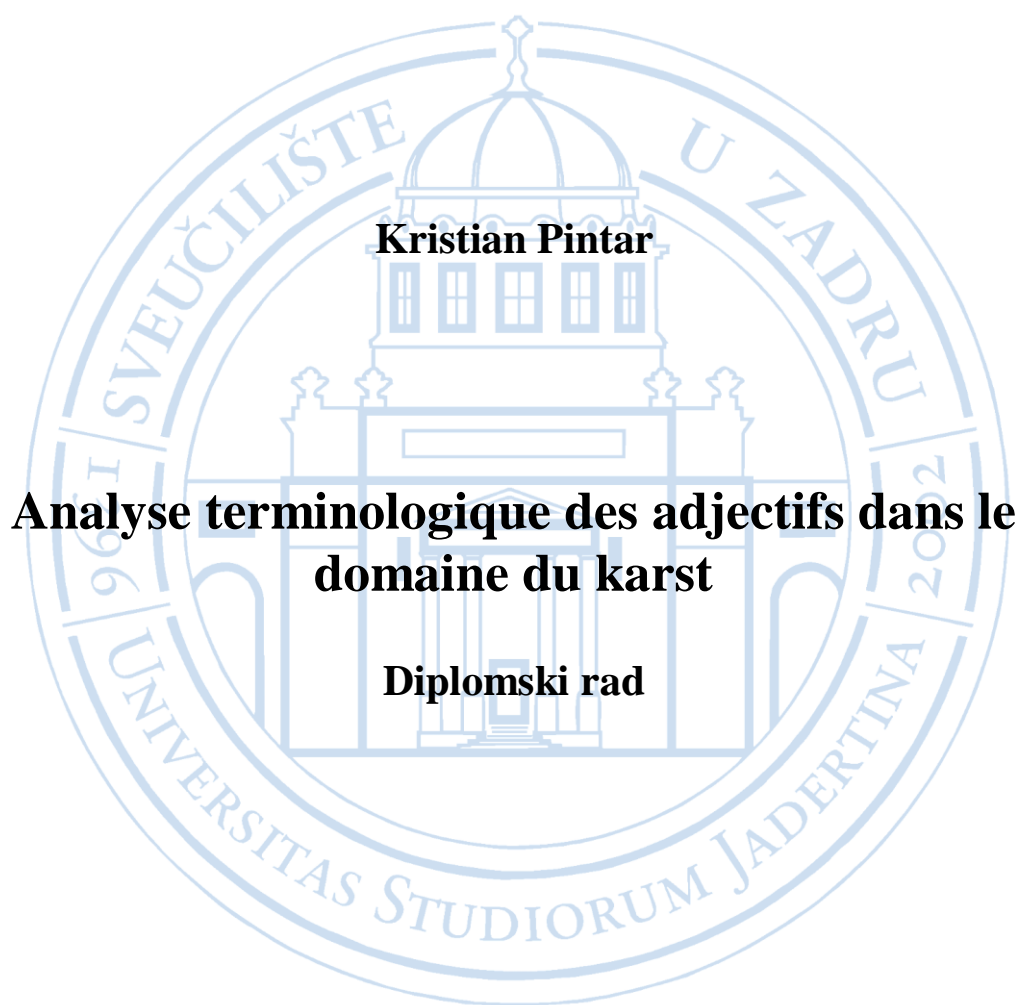 SVEUČILIŠTE U ZADRU
Kristian Pintar
Analyse terminologique des adjectifs dans le
domaine du karst
Diplomski rad
1396
2002
UNIVERSITAS STUDIORUM JADERTINA